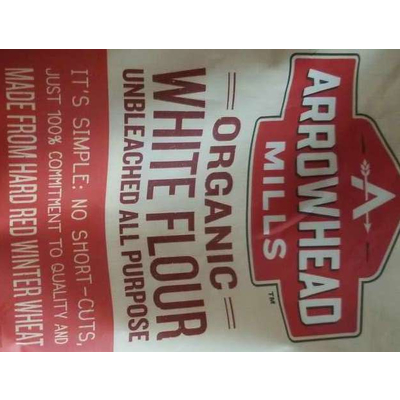 ARROWHEAD
MILLS™
ORGANIC
WHITE FLOUR
UNBLEACHED ALL PURPOSE
IT'S SIMPLE: NO SHORT-CUTS,
JUST 100% COMMITMENT TO QUALITY AND
MADE FROM HARD RED WINTER WHEAT